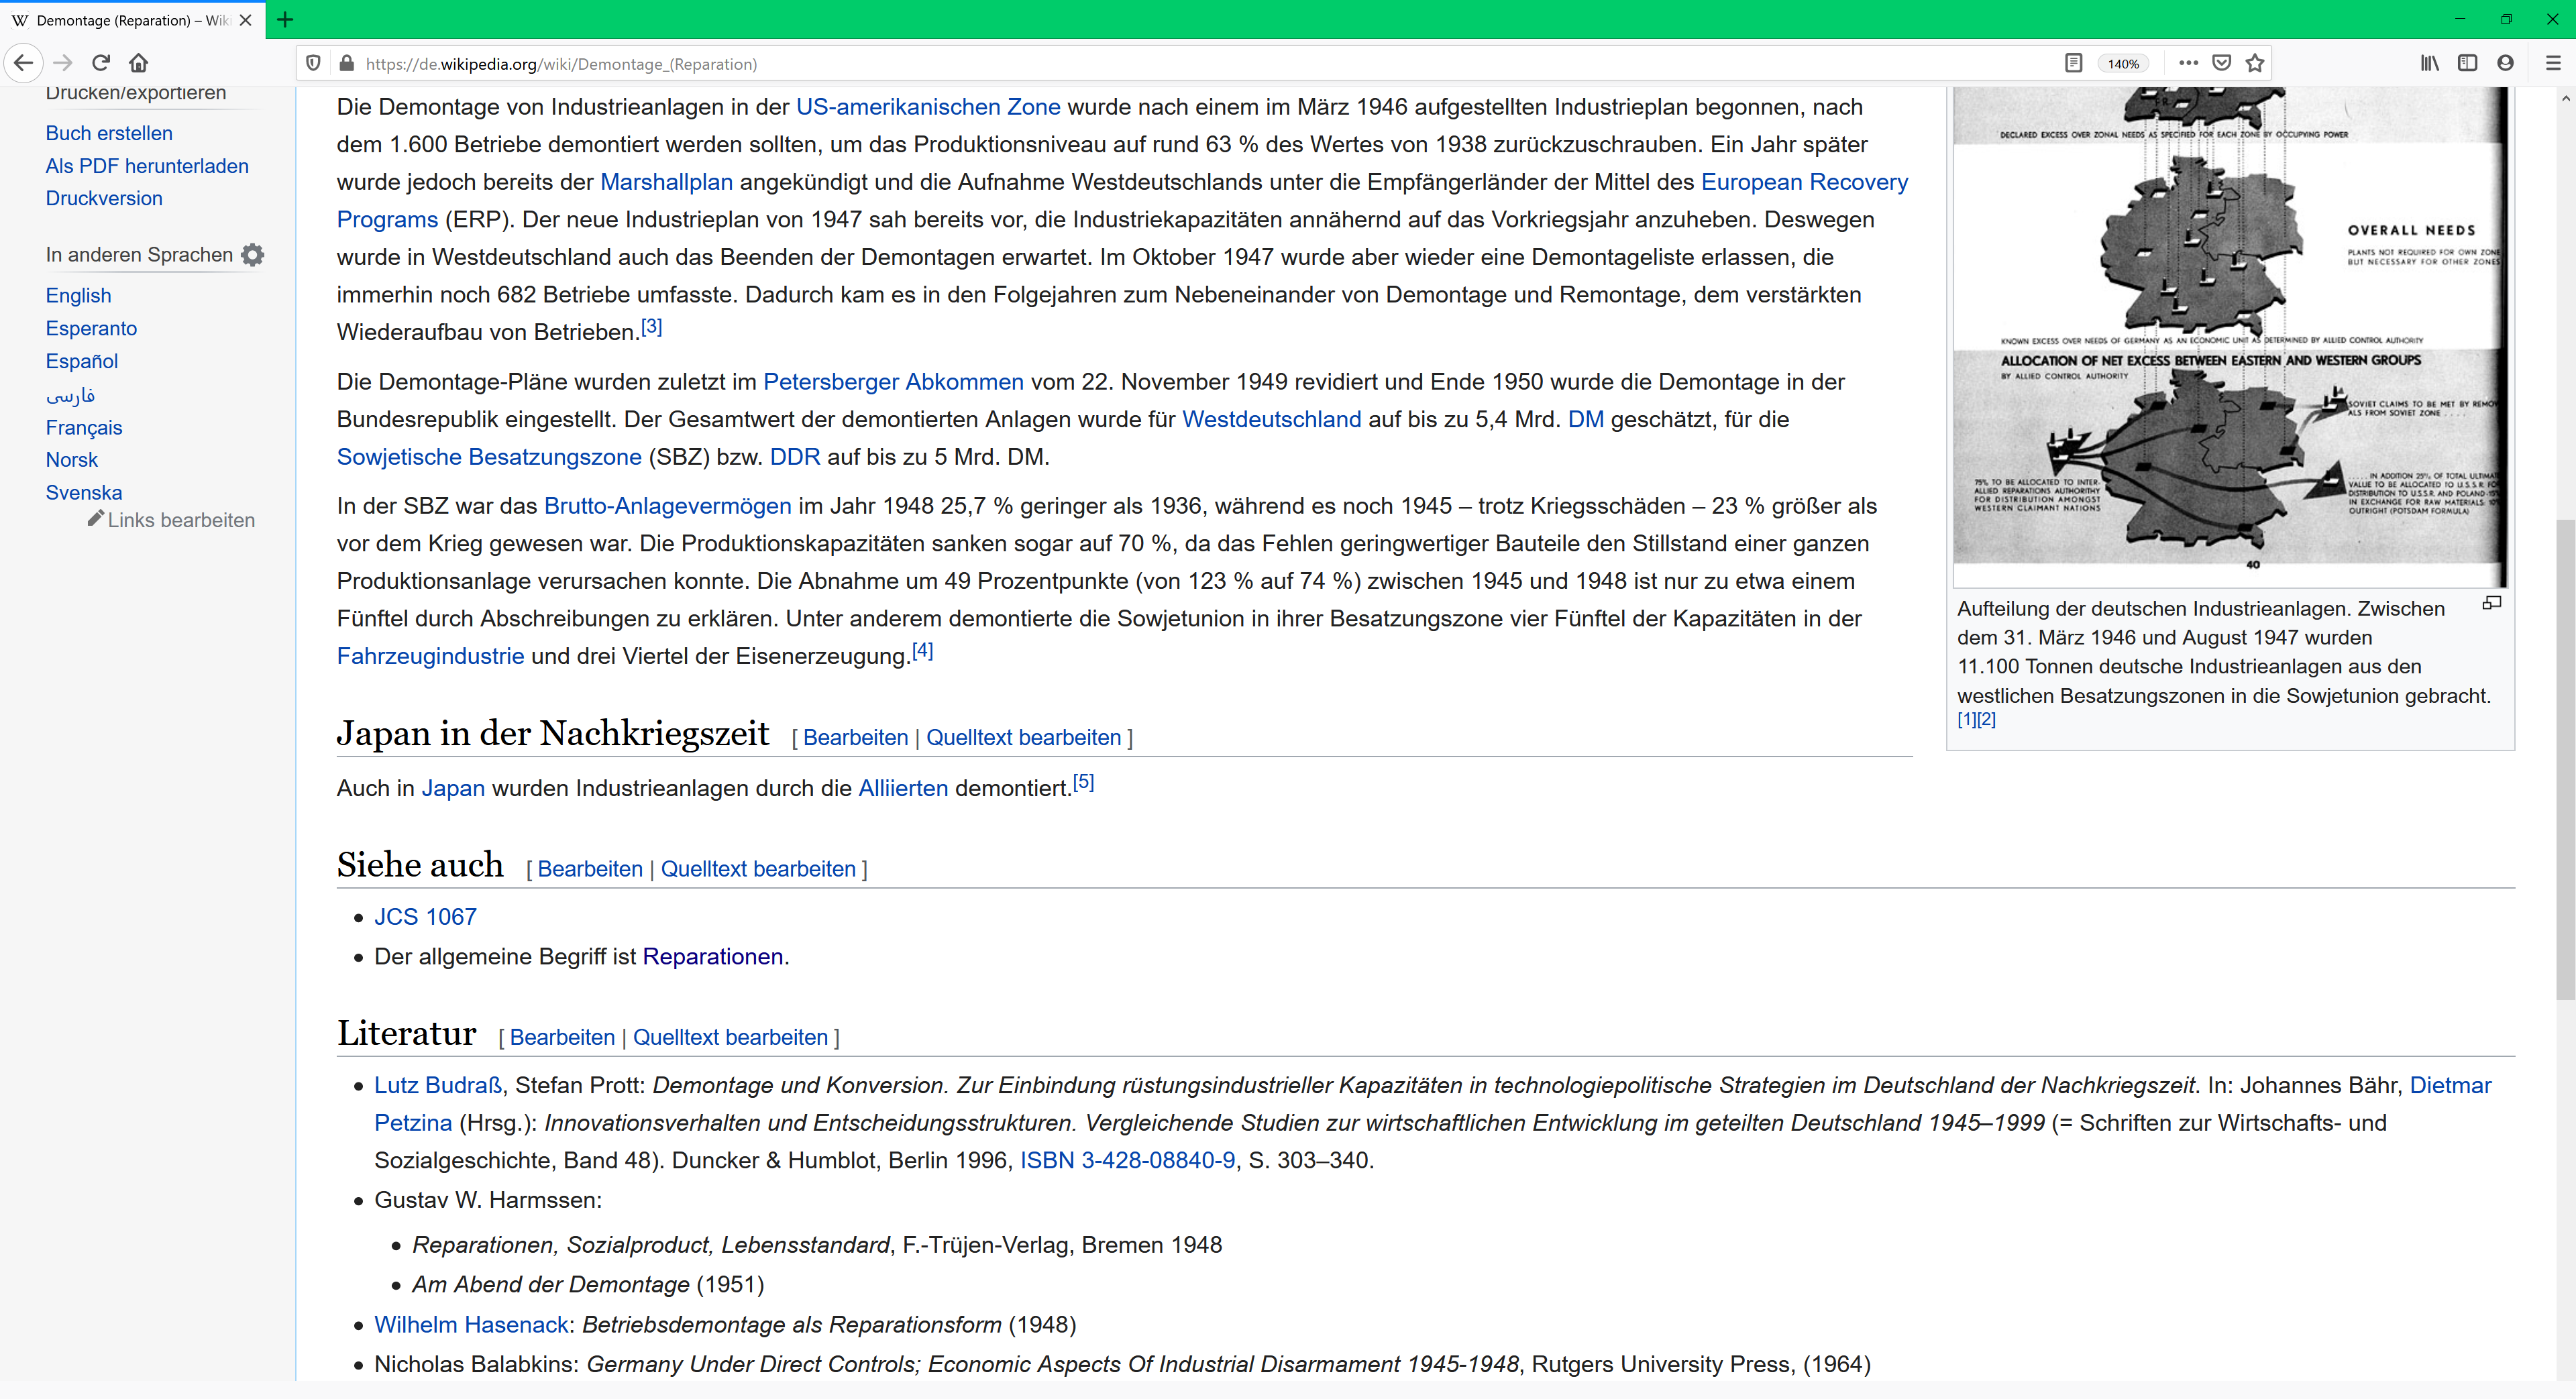 Demontage (Reparation) – Wiki
https://de.wikipedia.org/wiki/Demontage_(Reparation)
140%
Drucken/exportieren
Buch erstellen
Als PDF herunterladen
Druckversion
In anderen Sprachen
English
Esperanto
Español
فارسی
Français
Norsk
Svenska
Links bearbeiten
Die Demontage von Industrieanlagen in der US-amerikanischen Zone wurde nach einem im März 1946 aufgestellten Industrieplan begonnen, nach
dem 1.600 Betriebe demontiert werden sollten, um das Produktionsniveau auf rund 63 % des Wertes von 1938 zurückzuschrauben. Ein Jahr später
wurde jedoch bereits der Marshallplan angekündigt und die Aufnahme Westdeutschlands unter die Empfängerländer der Mittel des European Recovery
Programs (ERP). Der neue Industrieplan von 1947 sah bereits vor, die Industriekapazitäten annähernd auf das Vorkriegsjahr anzuheben. Deswegen
wurde in Westdeutschland auch das Beenden der Demontagen erwartet. Im Oktober 1947 wurde aber wieder eine Demontageliste erlassen, die
immerhin noch 682 Betriebe umfasste. Dadurch kam es in den Folgejahren zum Nebeneinander von Demontage und Remontage, dem verstärkten
Wiederaufbau von Betrieben.[3]
Die Demontage-Pläne wurden zuletzt im Petersberger Abkommen vom 22. November 1949 revidiert und Ende 1950 wurde die Demontage in der
Bundesrepublik eingestellt. Der Gesamtwert der demontierten Anlagen wurde für Westdeutschland auf bis zu 5,4 Mrd. DM geschätzt, für die
Sowjetische Besatzungszone (SBZ) bzw. DDR auf bis zu 5 Mrd. DM.
In der SBZ war das Brutto-Anlagevermögen im Jahr 1948 25,7 % geringer als 1936, während es noch 1945 – trotz Kriegsschäden – 23 % größer als
vor dem Krieg gewesen war. Die Produktionskapazitäten sanken sogar auf 70 %, da das Fehlen geringwertiger Bauteile den Stillstand einer ganzen
Produktionsanlage verursachen konnte. Die Abnahme um 49 Prozentpunkte (von 123 % auf 74 %) zwischen 1945 und 1948 ist nur zu etwa einem
Fünftel durch Abschreibungen zu erklären. Unter anderem demontierte die Sowjetunion in ihrer Besatzungszone vier Fünftel der Kapazitäten in der
Fahrzeugindustrie und drei Viertel der Eisenerzeugung.[4]
DECLARED EXCESS OVER ZONAL NEEDS AS SPECIFIED FOR EACH ZONE BY OCCUPYING POWER
OVERALL NEEDS
PLANTS NOT REQUIRED FOR OWN ZONE
BUT NECESSARY FOR OTHER ZONES
KNOWN EXCESS OVER NEEDS OF GERMANY AS AN ECONOMIC UNIT AS DETERMINED BY ALLIED CONTROL AUTHORITY
ALLOCATION OF NET EXCESS BETWEEN EASTERN AND WESTERN GROUPS
BY ALLIED CONTROL AUTHORITY
SOVIET CLAIMS TO BE MET BY REMOV-
ALS FROM SOVIET ZONE . . . .
75% TO BE ALLOCATED TO INTER-
ALLIED REPARATIONS AUTHORITHY
FOR DISTRIBUTION AMONGST
WESTERN CLAIMANT NATIONS
. . . . IN ADDITION 25% OF TOTAL ULTIMAT
VALUE TO BE ALLOCATED TO U.S.S.R. FOR
DISTRIBUTION TO U.S.S.R. AND POLAND-15%
IN EXCHANGE FOR RAW MATERIALS: 10%
OUTRIGHT (POTSDAM FORMULA)
40
Aufteilung der deutschen Industrieanlagen. Zwischen
dem 31. März 1946 und August 1947 wurden
11.100 Tonnen deutsche Industrieanlagen aus den
westlichen Besatzungszonen in die Sowjetunion gebracht.
[1][2]
Japan in der Nachkriegszeit [ Bearbeiten | Quelltext bearbeiten ]
Auch in Japan wurden Industrieanlagen durch die Alliierten demontiert.[5]
Siehe auch [ Bearbeiten | Quelltext bearbeiten ]
JCS 1067
Der allgemeine Begriff ist Reparationen.
Literatur [ Bearbeiten | Quelltext bearbeiten ]
Lutz Budraß, Stefan Prott: Demontage und Konversion. Zur Einbindung rüstungsindustrieller Kapazitäten in technologiepolitische Strategien im Deutschland der Nachkriegszeit. In: Johannes Bähr, Dietmar
Petzina (Hrsg.): Innovationsverhalten und Entscheidungsstrukturen. Vergleichende Studien zur wirtschaftlichen Entwicklung im geteilten Deutschland 1945–1999 (= Schriften zur Wirtschafts- und
Sozialgeschichte, Band 48). Duncker & Humblot, Berlin 1996, ISBN 3-428-08840-9, S. 303–340.
Gustav W. Harmssen:
Reparationen, Sozialproduct, Lebensstandard, F.-Trüjen-Verlag, Bremen 1948
Am Abend der Demontage (1951)
Wilhelm Hasenack: Betriebsdemontage als Reparationsform (1948)
Nicholas Balabkins: Germany Under Direct Controls; Economic Aspects Of Industrial Disarmament 1945-1948, Rutgers University Press, (1964)